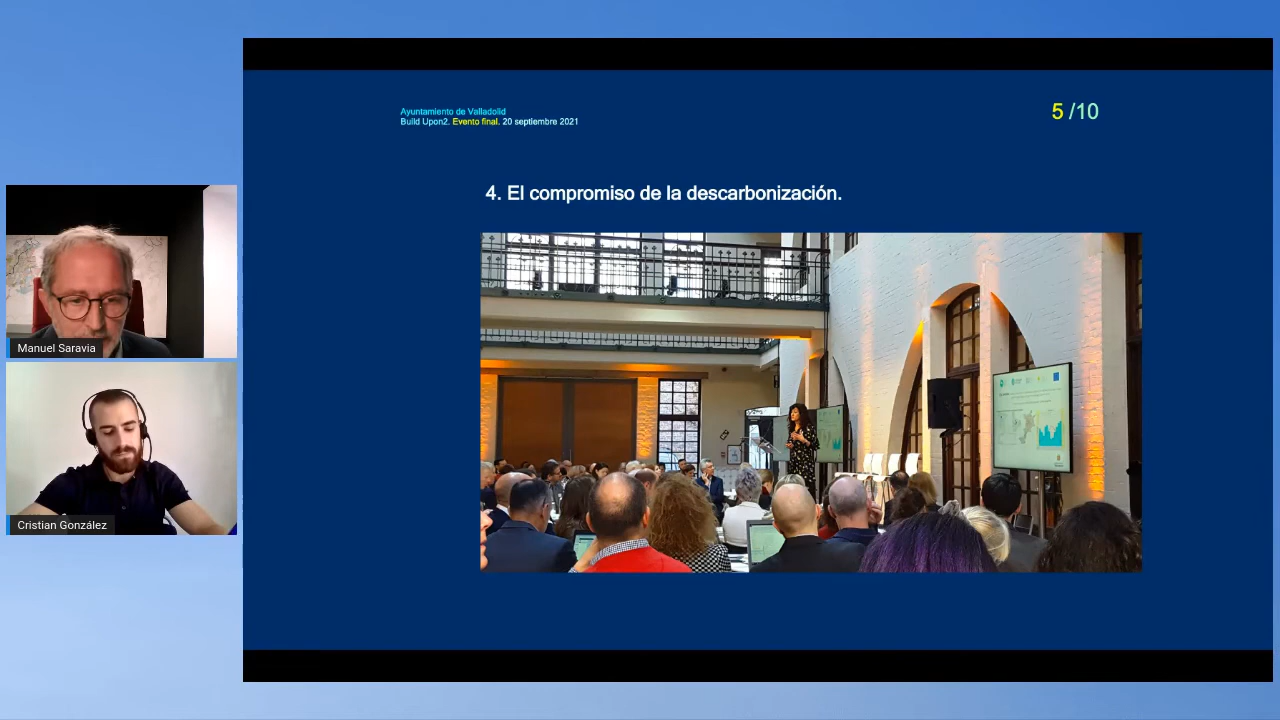 Ayuntamiento de Valladolid
Build Upon2. Evento final. 20 septiembre 2021
5 /10
4. El compromiso de la descarbonización.
Manuel Saravia
Cristian González